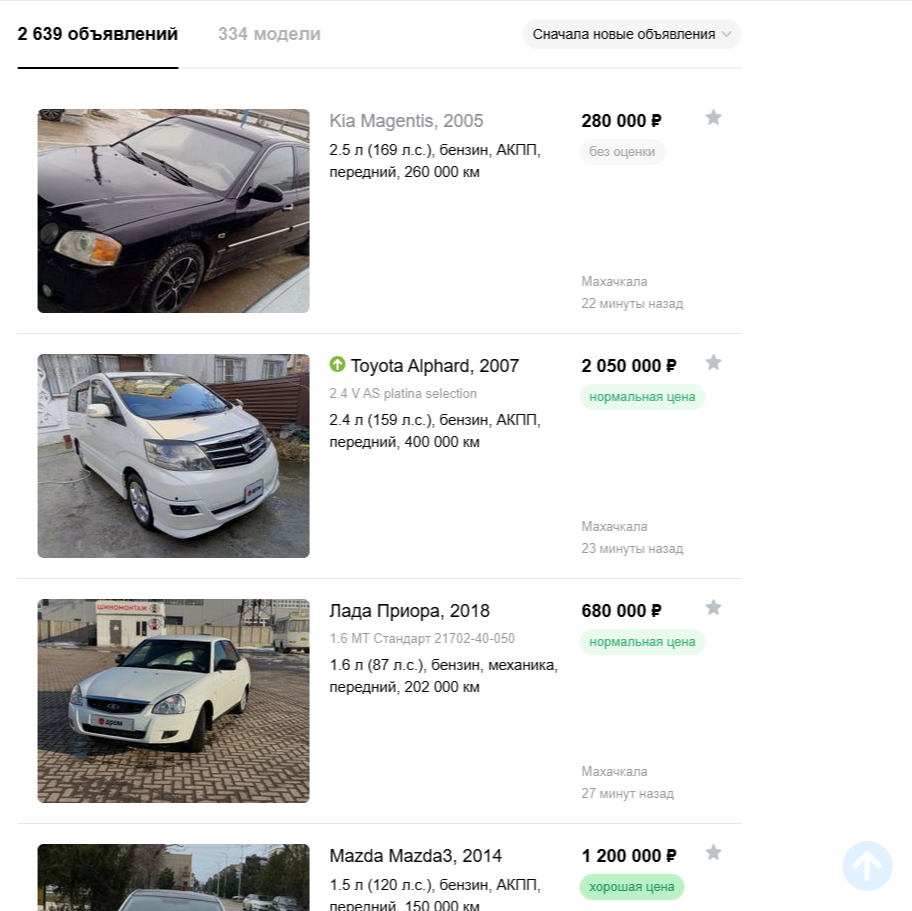 2 639 объявлений
334 модели
Сначала новые объявления
Kia Magentis, 2005
280 000 ₽
2.5 л (169 л.с.), бензин, АКПП,
передний, 260 000 км
без оценки
Махачкала
22 минуты назад
Toyota Alphard, 2007
2 050 000 ₽
2.4 V AS platina selection
нормальная цена
2.4 л (159 л.с.), бензин, АКПП,
передний, 400 000 км
дром
Махачкала
23 минуты назад
Лада Приора, 2018
680 000 ₽
1.6 MT Стандарт 21702-40-050
нормальная цена
1.6 л (87 л.с.), бензин, механика,
передний, 202 000 км
ШИНОМОНТАЖ
дром
Махачкала
27 минут назад
Mazda Mazda3, 2014
1 200 000 ₽
1.5 л (120 л.с.), бензин, АКПП,
хорошая цена
передний, 150 000 км